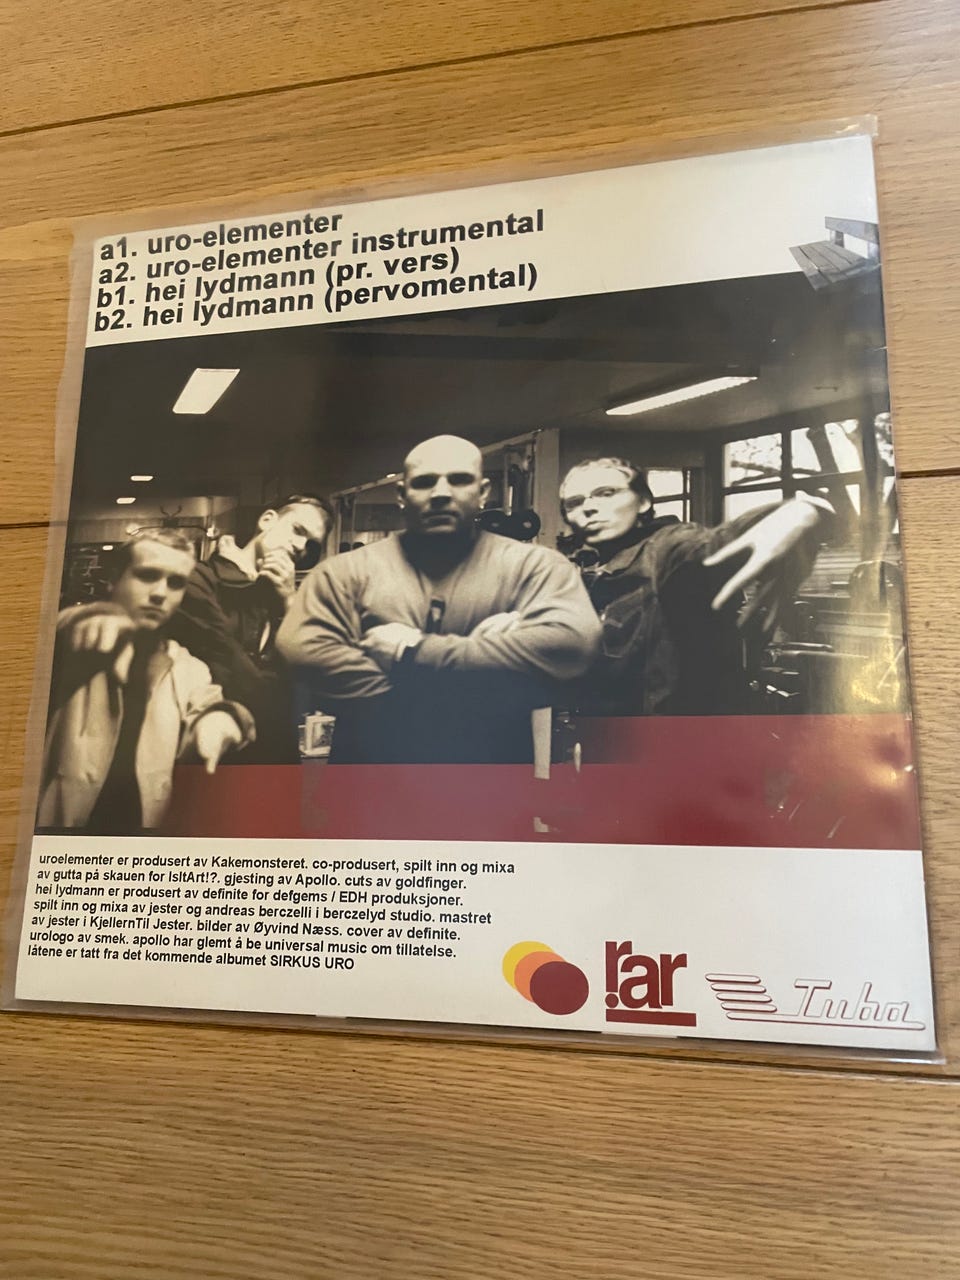 a1. uro-elementer
a2. uro-elementer instrumental
b1. hei lydmann (pr. vers)
b2. hei lydmann (pervomental)
uroelementer er produsert av Kakemonsteret. co-produsert, spilt inn og mixa
av gutta på skauen for IsItArt!?. gjesting av Apollo. cuts av goldfinger.
hei lydmann er produsert av definite for defgems / EDH produksjoner.
spilt inn og mixa av jester og andreas berczelli i berczelyd studio. mastret
av jester i KjellernTil Jester. bilder av Øyvind Næss. cover av definite.
urologo av smek. apollo har glemt å be universal music om tillatelse.
låtene er tatt fra det kommende albumet SIRKUS URO
rar
Tuba